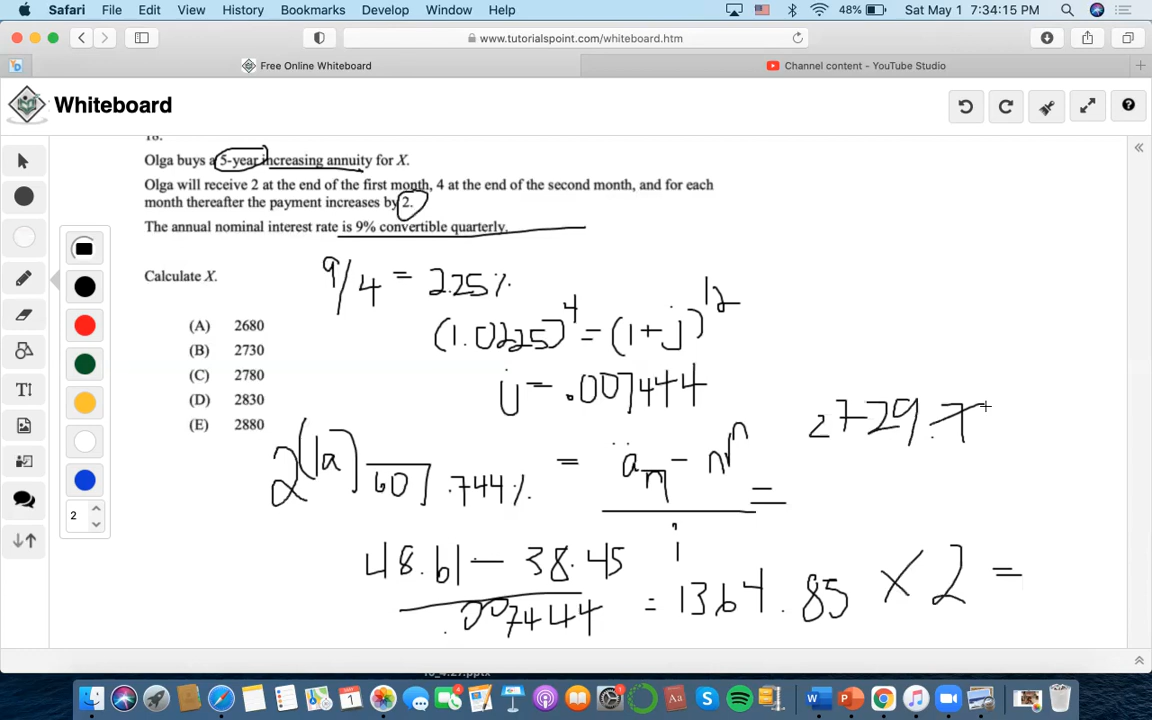 Safari File Edit View History Bookmarks Develop Window Help 48% Sat May 1 7:34:15 PM
www.tutorialspoint.com/whiteboard.htm
Free Online Whiteboard Channel content - YouTube Studio
Whiteboard
Olga buys a 5-year increasing annuity for X.
Olga will receive 2 at the end of the first month, 4 at the end of the second month, and for each
month thereafter the payment increases by 2.
The annual nominal interest rate is 9% convertible quarterly.
Calculate X.
9/4 = 2.25%
(A) 2680
(1.0225)^4 = (1+j)^12
(B) 2730
(C) 2780
j = .007444
(D) 2830
(E) 2880
2729.7
2(Ia)60 .744% = än - nv^n =
i
48.61 - 38.45
.007444
= 1364.85 × 2 =
2
T